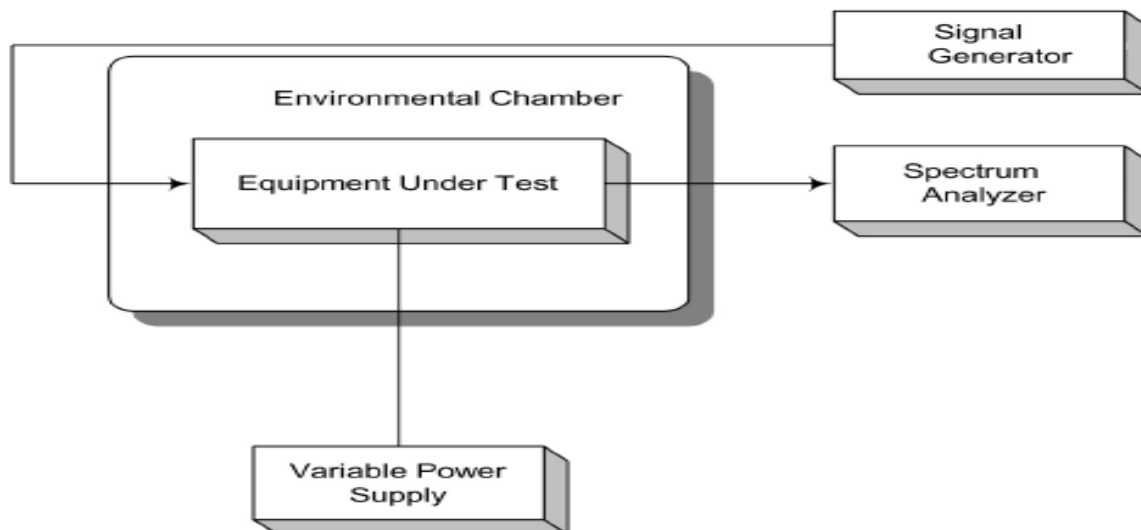 Signal
Generator
Environmental Chamber
Equipment Under Test
Spectrum
Analyzer
Variable Power
Supply